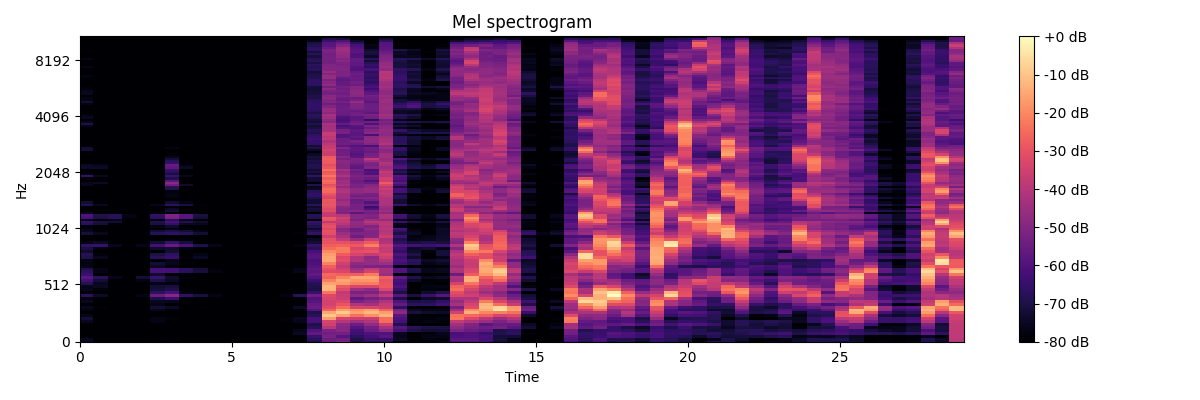 Mel spectrogram
Hz
8192
4096
2048
1024
512
0
0 5 10 15 20 25
Time
+0 dB
-10 dB
-20 dB
-30 dB
-40 dB
-50 dB
-60 dB
-70 dB
-80 dB